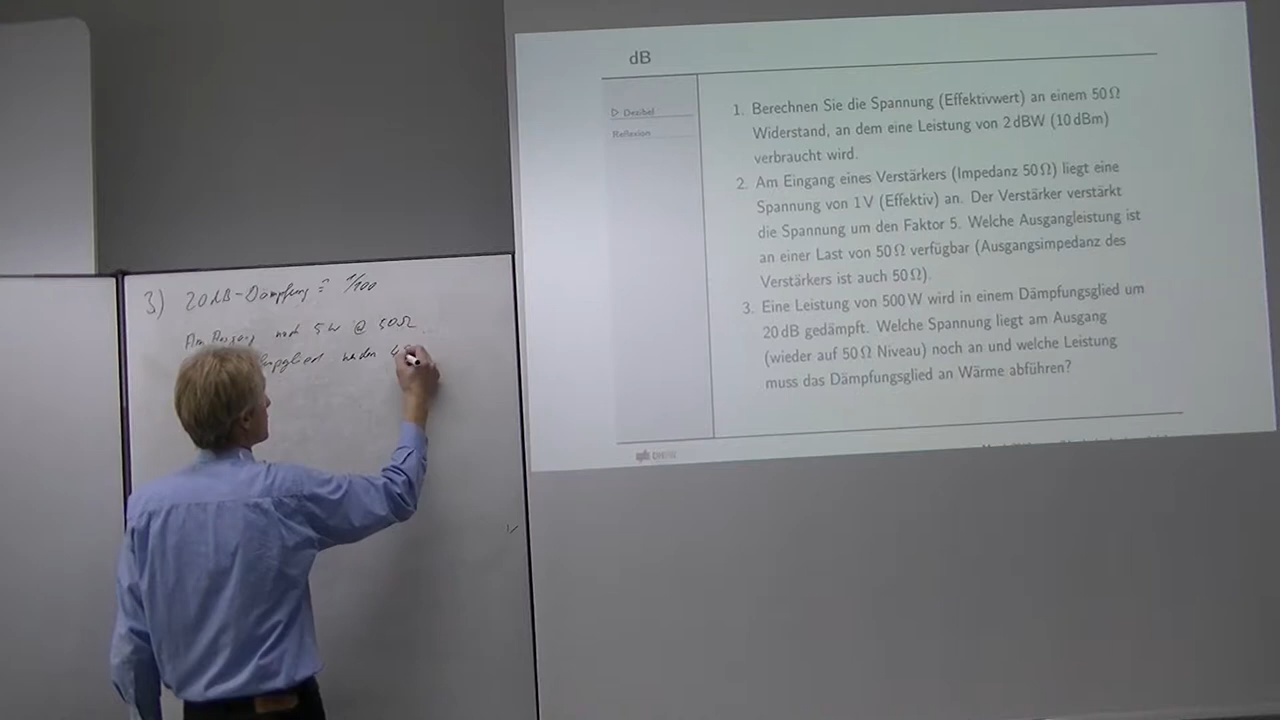 3) 20dB-Dämpfung ≙ 1/100
Am Ausgang noch 5W @ 50Ω
werden
dB
D: Dezibel
Reflexion
1. Berechnen Sie die Spannung (Effektivwert) an einem 50 Ω
Widerstand, an dem eine Leistung von 2 dBW (10 dBm)
verbraucht wird.
2. Am Eingang eines Verstärkers (Impedanz 50 Ω) liegt eine
Spannung von 1 V (Effektiv) an. Der Verstärker verstärkt
die Spannung um den Faktor 5. Welche Ausgangleistung ist
an einer Last von 50 Ω verfügbar (Ausgangsimpedanz des
Verstärkers ist auch 50 Ω).
3. Eine Leistung von 500 W wird in einem Dämpfungsglied um
20 dB gedämpft. Welche Spannung liegt am Ausgang
(wieder auf 50 Ω Niveau) noch an und welche Leistung
muss das Dämpfungsglied an Wärme abführen?